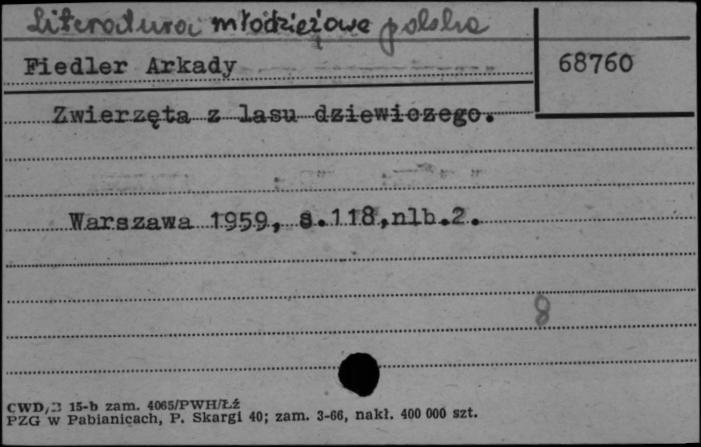 Literatura młodzieżowa polska
Fiedler Arkady
68760
Zwierzęta z lasu dziewiczego.
Warszawa 1959, s.118,nlb.2.
8
CWD, 15-b zam. 4065/PWH/Łź
PZG w Pabianicach, P. Skargi 40; zam. 3-66, nakł. 400 000 szt.